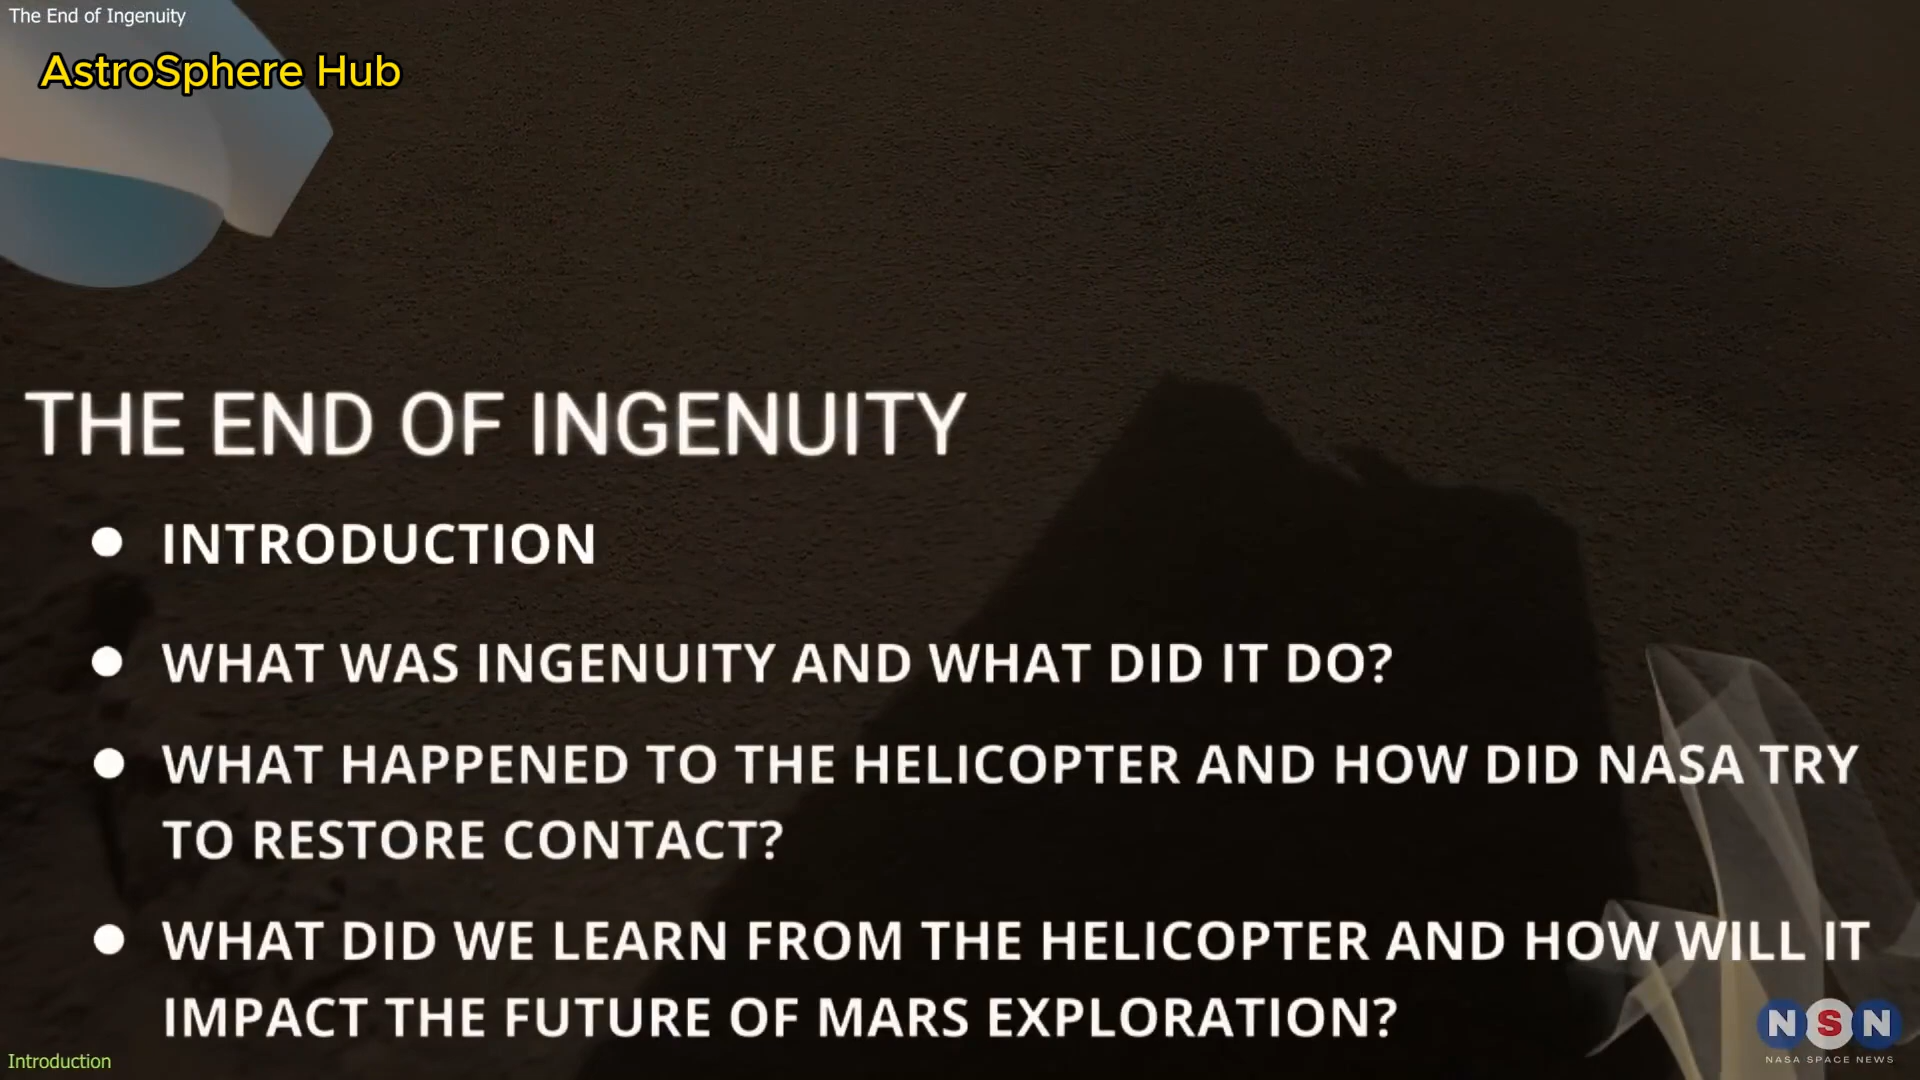 The End of Ingenuity
AstroSphere Hub
THE END OF INGENUITY
● INTRODUCTION
● WHAT WAS INGENUITY AND WHAT DID IT DO?
● WHAT HAPPENED TO THE HELICOPTER AND HOW DID NASA TRY
TO RESTORE CONTACT?
● WHAT DID WE LEARN FROM THE HELICOPTER AND HOW WILL IT
IMPACT THE FUTURE OF MARS EXPLORATION?
NSN
NASA SPACE NEWS
Introduction